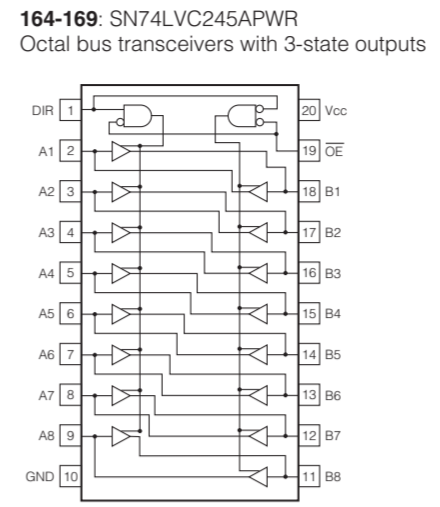 164-169: SN74LVC245APWR
Octal bus transceivers with 3-state outputs
DIR 1 20 Vcc
A1 2 19 OE
A2 3 18 B1
A3 4 17 B2
A4 5 16 B3
A5 6 15 B4
A6 7 14 B5
A7 8 13 B6
A8 9 12 B7
GND 10 11 B8